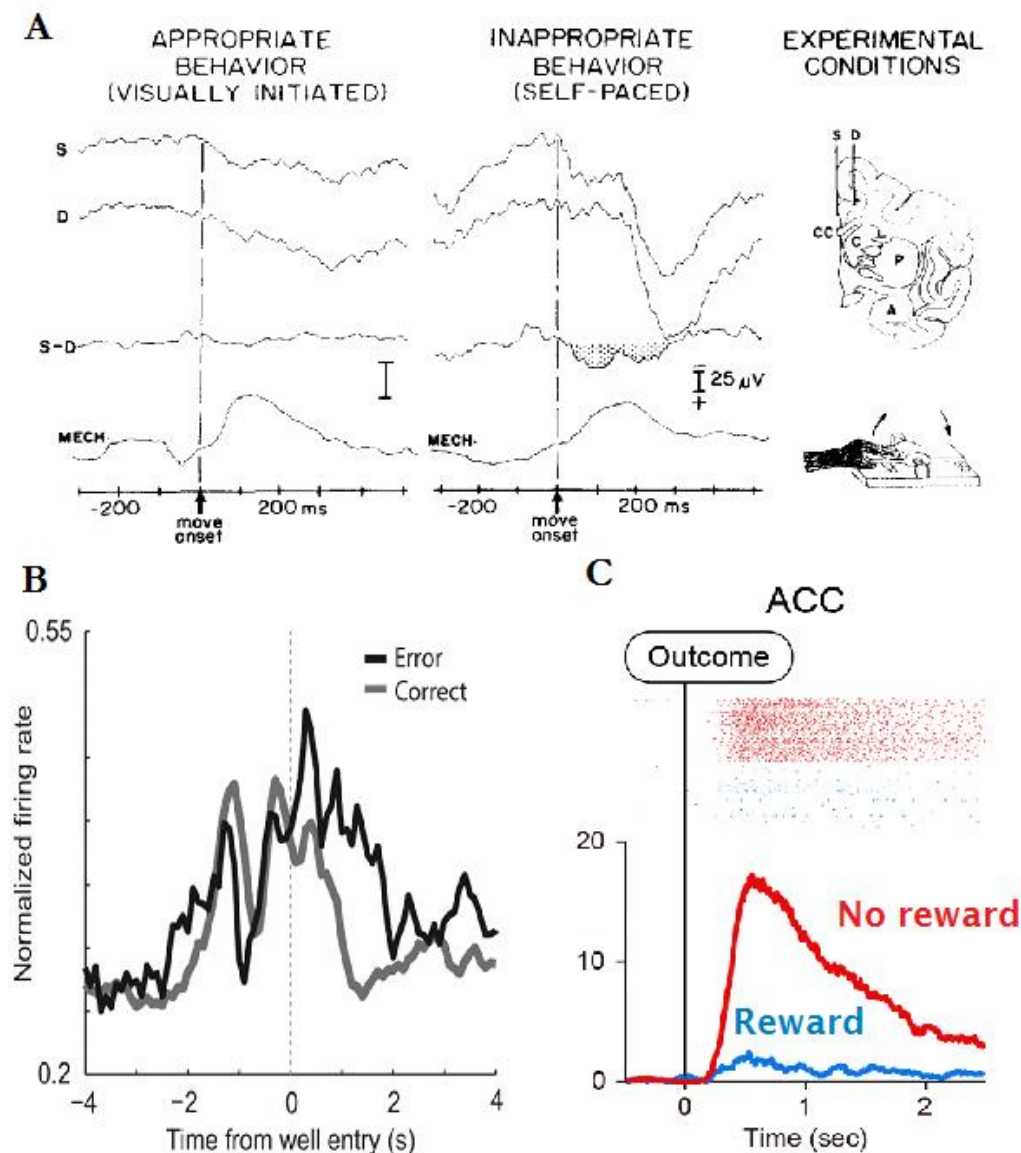 A
APPROPRIATE
BEHAVIOR
(VISUALLY INITIATED)
INAPPROPRIATE
BEHAVIOR
(SELF-PACED)
EXPERIMENTAL
CONDITIONS
S
D
S-D
MECH
-200
200 ms
move
onset
25 μV
+
MECH.
-200
200 ms
move
onset
S D
CC
C
P
A
B
0.55
Error
Correct
Normalized firing rate
0.2
−4
−2
0
2
4
Time from well entry (s)
C
ACC
Outcome
20
No reward
10
Reward
0
0
1
2
Time (sec)